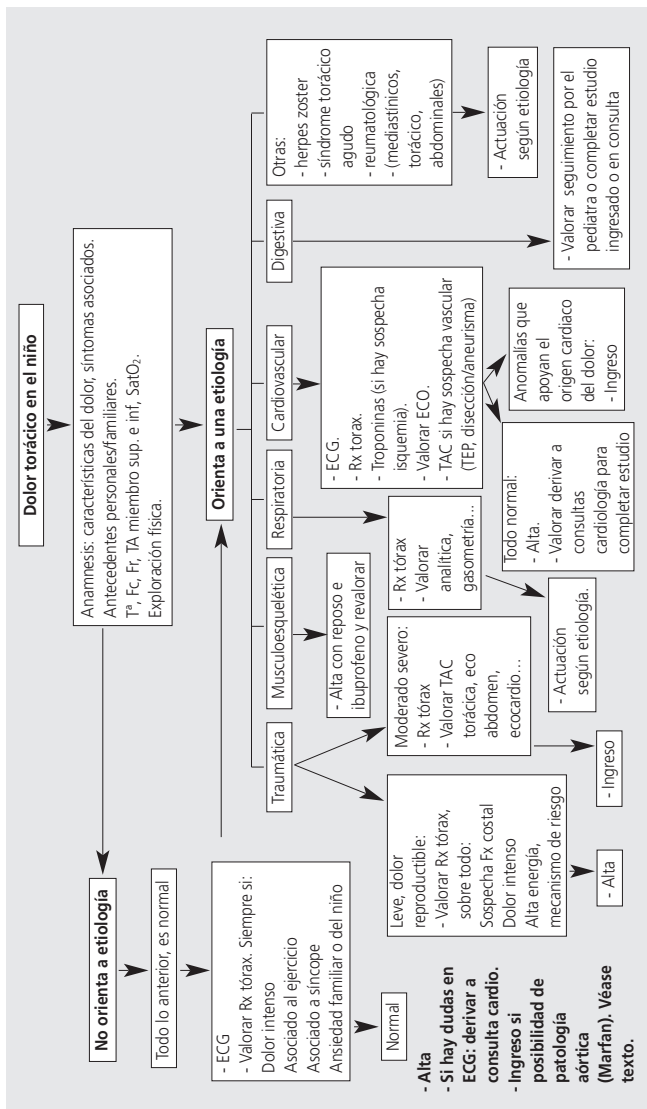 Dolor torácico en el niño
Anamnesis: características del dolor, síntomas asociados.
Antecedentes personales/familiares.
Tª, Fc, Fr, TA miembro sup. e inf, SatO₂.
Exploración física.
No orienta a etiología
Todo lo anterior, es normal
- ECG
- Valorar Rx tórax. Siempre si:
Dolor intenso
Asociado al ejercicio
Asociado a síncope
Ansiedad familiar o del niño
Normal
- Alta
- Si hay dudas en
ECG: derivar a
consulta cardio.
- Ingreso si
posibilidad de
patología
aórtica
(Marfan). Véase
texto.
Orienta a una etiología
Traumática
Leve, dolor
reproductible:
- Valorar Rx tórax,
sobre todo:
Sospecha Fx costal
Dolor intenso
Alta energía,
mecanismo de riesgo
- Alta
Moderado severo:
- Rx tórax
- Valorar TAC
torácica, eco
abdomen,
ecocardio...
- Ingreso
Musculoesquelética
- Alta con reposo e
ibuprofeno y revalorar
Respiratoria
- Rx tórax
- Valorar
analítica,
gasometría...
- Actuación
según etiología.
Cardiovascular
- ECG.
- Rx torax.
- Troponinas (si hay sospecha
isquemia).
- Valorar ECO.
- TAC si hay sospecha vascular
(TEP, disección/aneurisma)
Todo normal:
- Alta.
- Valorar derivar a
consultas
cardiología para
completar estudio
Anomalías que
apoyan el
origen cardiaco
del dolor:
- Ingreso
Digestiva
- Valorar seguimiento por el
pediatra o completar estudio
ingresado o en consulta
Otras:
- herpes zoster
- síndrome torácico
agudo
- reumatológica
- (mediastínicos,
torácico,
abdominales)
- Actuación
según etiología